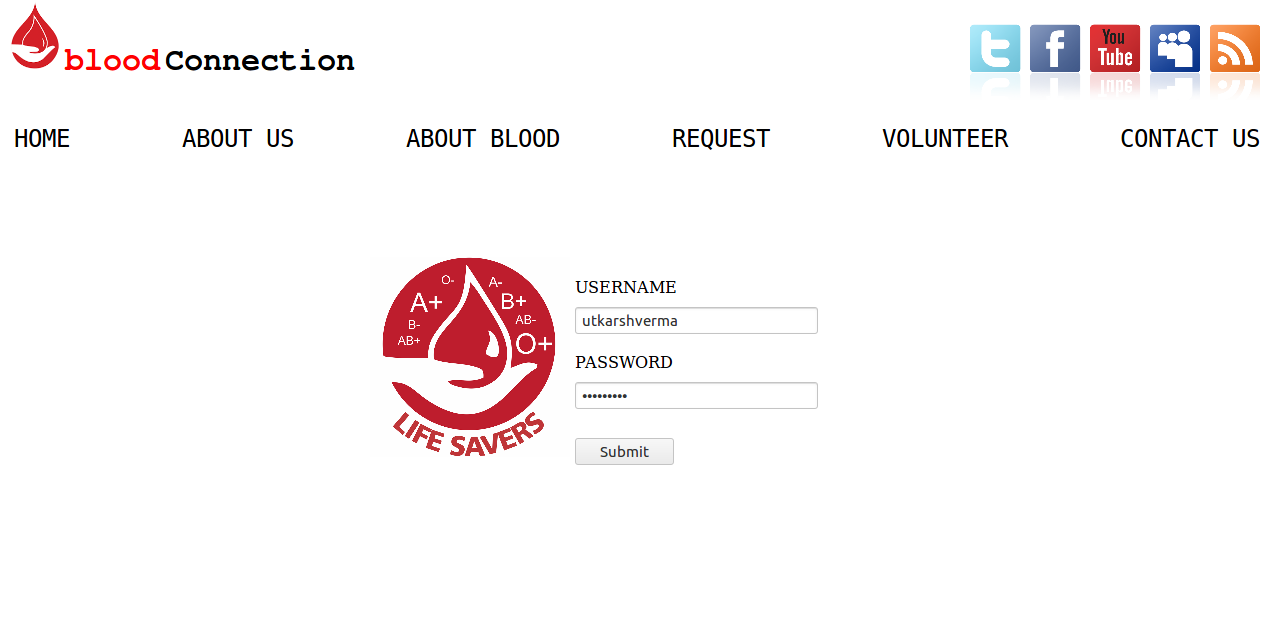 bloodConnection
You
Tube
HOME ABOUT US ABOUT BLOOD REQUEST VOLUNTEER CONTACT US
O-
A-
A+
B+
B-
AB-
AB+
O+
LIFE SAVERS
USERNAME
utkarshverma
PASSWORD
•••••••••
Submit